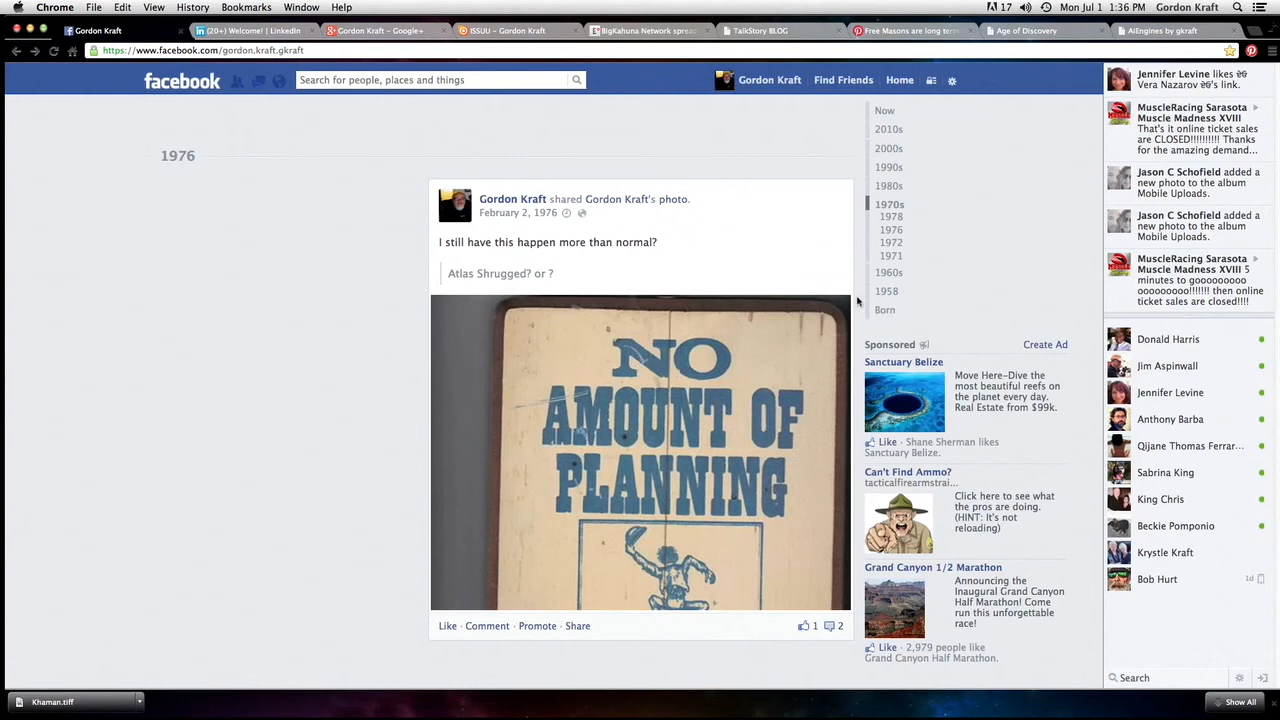 Chrome File Edit View History Bookmarks Window Help
17 Mon Jul 1 1:36 PM Gordon Kraft
Gordon Kraft
(20+) Welcome! | LinkedIn
Gordon Kraft - Google+
ISSUU - Gordon Kraft
BigKahuna Network spread
TalkStory BLOG
Free Masons are long term
Age of Discovery
AiEngines by gkraft
https://www.facebook.com/gordon.kraft.gkraft
facebook
Search for people, places and things
Gordon Kraft Find Friends Home
1976
Gordon Kraft shared Gordon Kraft's photo.
February 2, 1976
I still have this happen more than normal?
Atlas Shrugged? or ?
NO
AMOUNT OF
PLANNING
Like · Comment · Promote · Share
1 2
Now
2010s
2000s
1990s
1980s
1970s
1978
1976
1972
1971
1960s
1958
Born
Sponsored
Create Ad
Sanctuary Belize
Move Here-Dive the
most beautiful reefs on
the planet every day.
Real Estate from $99k.
Like · Shane Sherman likes
Sanctuary Belize.
Can't Find Ammo?
tacticalfirearmstrai...
Click here to see what
the pros are doing.
(HINT: It's not
reloading)
Grand Canyon 1/2 Marathon
Announcing the
Inaugural Grand Canyon
Half Marathon! Come
run this unforgettable
race!
Like · 2,979 people like
Grand Canyon Half Marathon.
Jennifer Levine likes
Vera Nazarov 's link.
MuscleRacing Sarasota
Muscle Madness XVIII
That's it online ticket sales
are CLOSED!!!!!!!!!! Thanks
for the amazing demand...
Jason C Schofield added a
new photo to the album
Mobile Uploads.
Jason C Schofield added a
new photo to the album
Mobile Uploads.
MuscleRacing Sarasota
Muscle Madness XVIII 5
minutes to gooooooooo
ooooooooo!!!!!!! then online
ticket sales are closed!!!!
Donald Harris
Jim Aspinwall
Jennifer Levine
Anthony Barba
Qijane Thomas Ferrar...
Sabrina King
King Chris
Beckie Pomponio
Krystle Kraft
Bob Hurt 1d
Search
Khaman.tiff
Show All